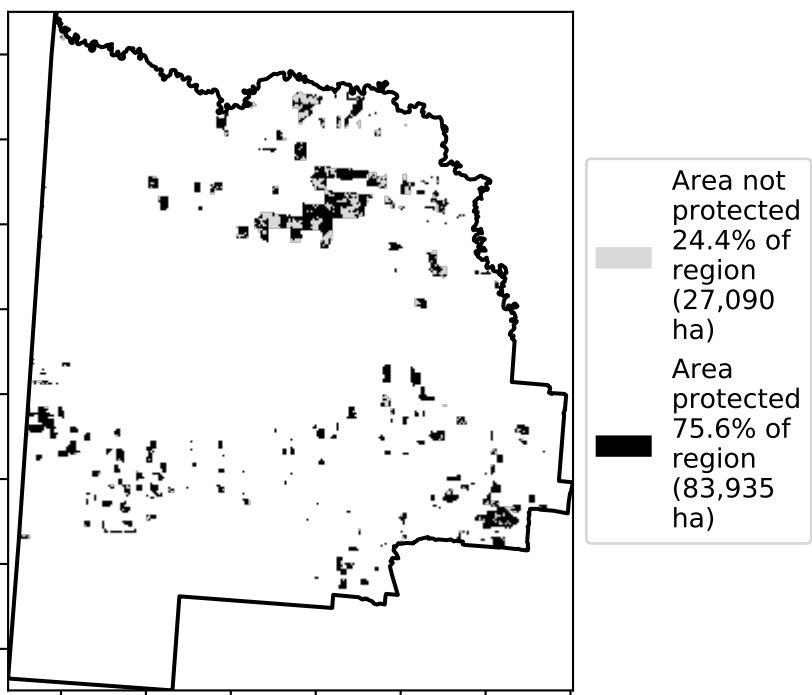 Area not
protected
24.4% of
region
(27,090
ha)
Area
protected
75.6% of
region
(83,935
ha)